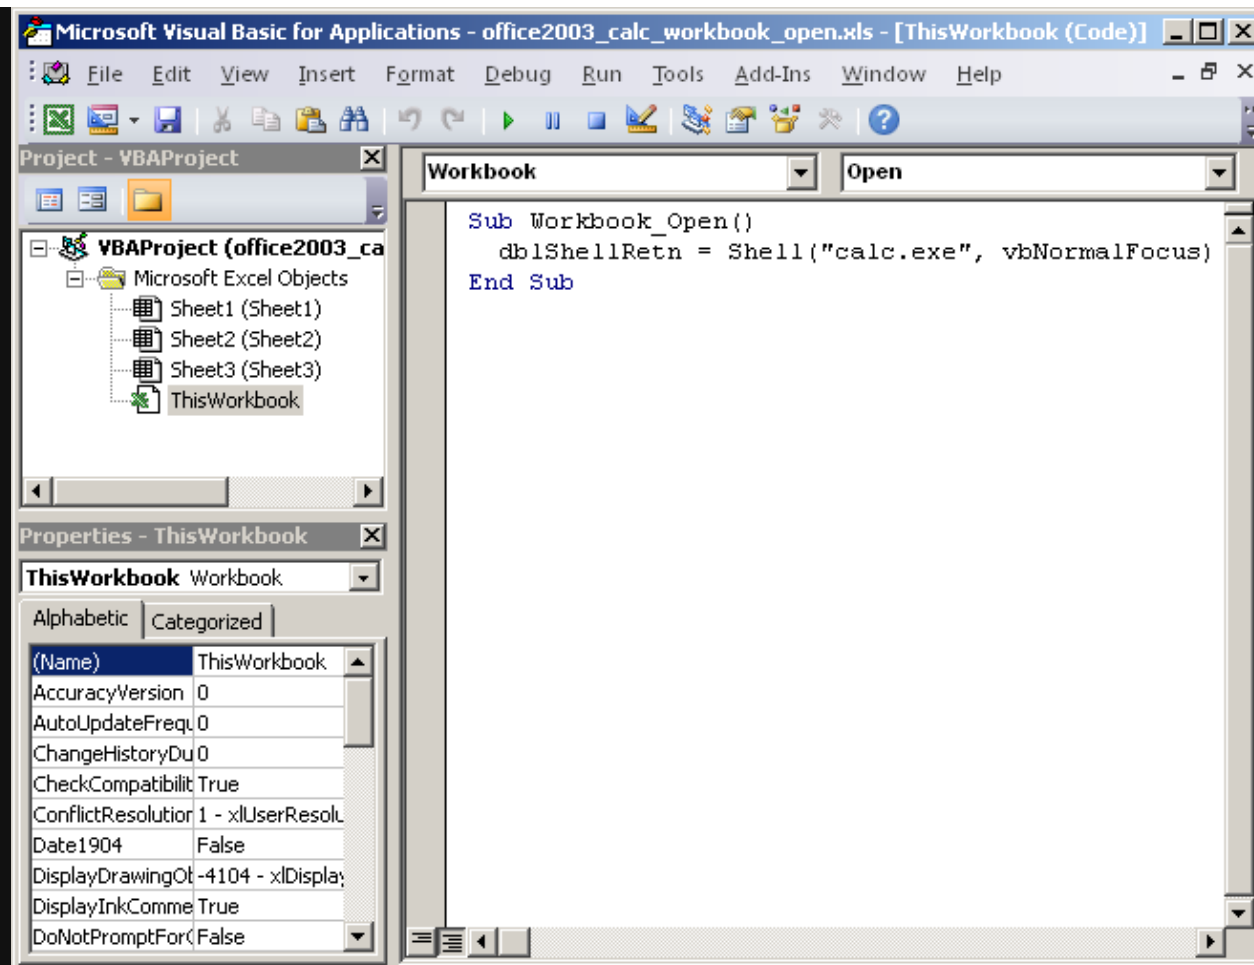 Microsoft Visual Basic for Applications - office2003_calc_workbook_open.xls - [ThisWorkbook (Code)]
File Edit View Insert Format Debug Run Tools Add-Ins Window Help
Project - VBAProject
VBAProject (office2003_ca
Microsoft Excel Objects
Sheet1 (Sheet1)
Sheet2 (Sheet2)
Sheet3 (Sheet3)
ThisWorkbook
Properties - ThisWorkbook
ThisWorkbook Workbook
Alphabetic Categorized
(Name) ThisWorkbook
AccuracyVersion 0
AutoUpdateFrequ 0
ChangeHistoryDu 0
CheckCompatibilit True
ConflictResolution 1 - xlUserResolu
Date1904 False
DisplayDrawingOb -4104 - xlDisplay
DisplayInkComme True
DoNotPromptForC False
Workbook Open
Sub Workbook_Open()
dblShellRetn = Shell("calc.exe", vbNormalFocus)
End Sub